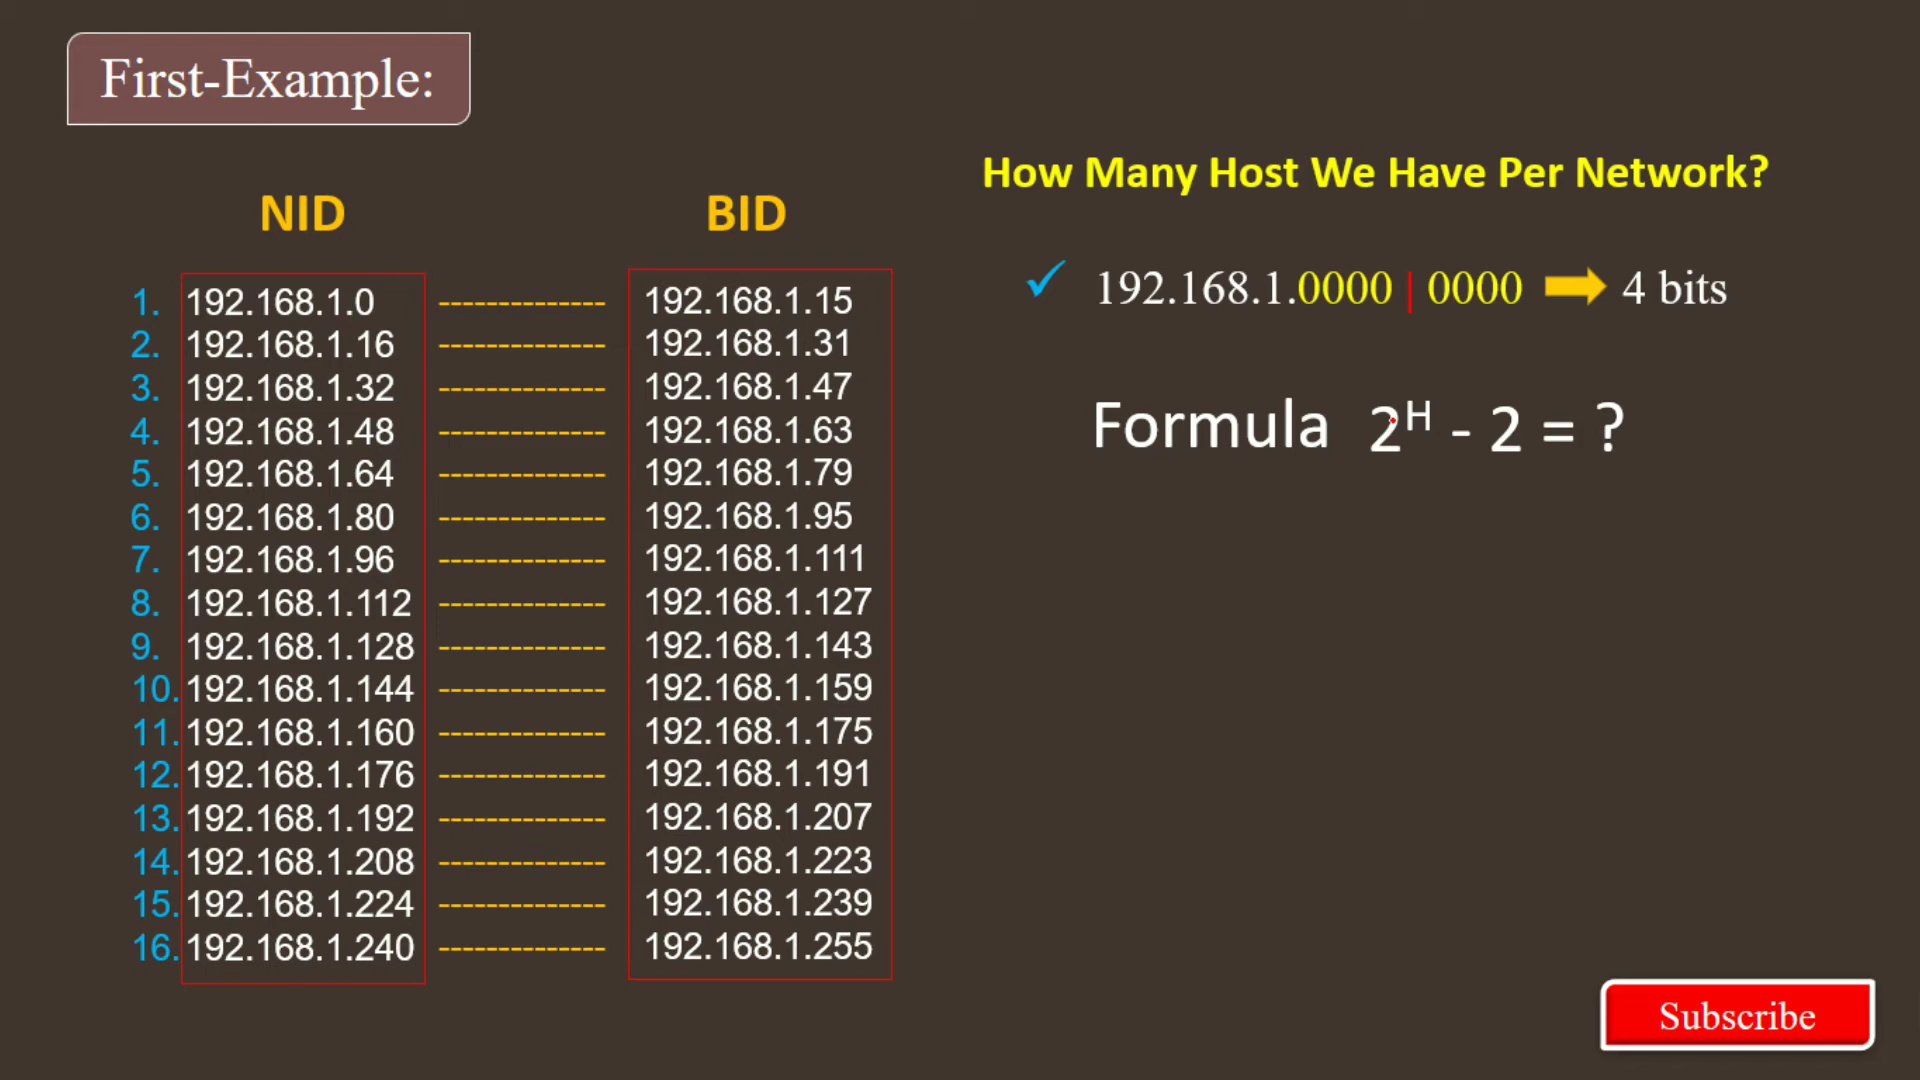 First-Example:
How Many Host We Have Per Network?
NID BID
192.168.1.0000 | 0000 4 bits
Formula 2ᴴ - 2 = ?
1. 192.168.1.0 -------------- 192.168.1.15
2. 192.168.1.16 -------------- 192.168.1.31
3. 192.168.1.32 -------------- 192.168.1.47
4. 192.168.1.48 -------------- 192.168.1.63
5. 192.168.1.64 -------------- 192.168.1.79
6. 192.168.1.80 -------------- 192.168.1.95
7. 192.168.1.96 -------------- 192.168.1.111
8. 192.168.1.112 -------------- 192.168.1.127
9. 192.168.1.128 -------------- 192.168.1.143
10. 192.168.1.144 -------------- 192.168.1.159
11. 192.168.1.160 -------------- 192.168.1.175
12. 192.168.1.176 -------------- 192.168.1.191
13. 192.168.1.192 -------------- 192.168.1.207
14. 192.168.1.208 -------------- 192.168.1.223
15. 192.168.1.224 -------------- 192.168.1.239
16. 192.168.1.240 -------------- 192.168.1.255
Subscribe